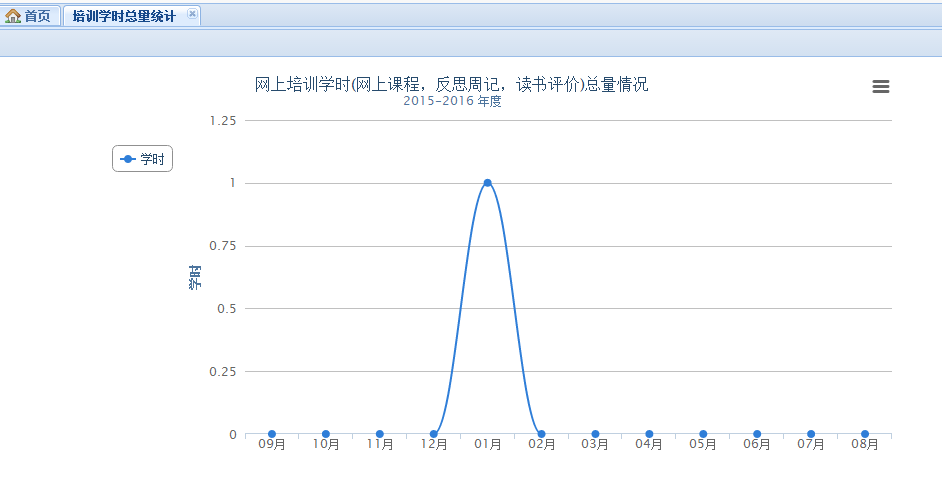 首页 培训学时总量统计
网上培训学时(网上课程，反思周记，读书评价)总量情况
2015-2016 年度
学时
学时
1.25
1
0.75
0.5
0.25
0
09月 10月 11月 12月 01月 02月 03月 04月 05月 06月 07月 08月